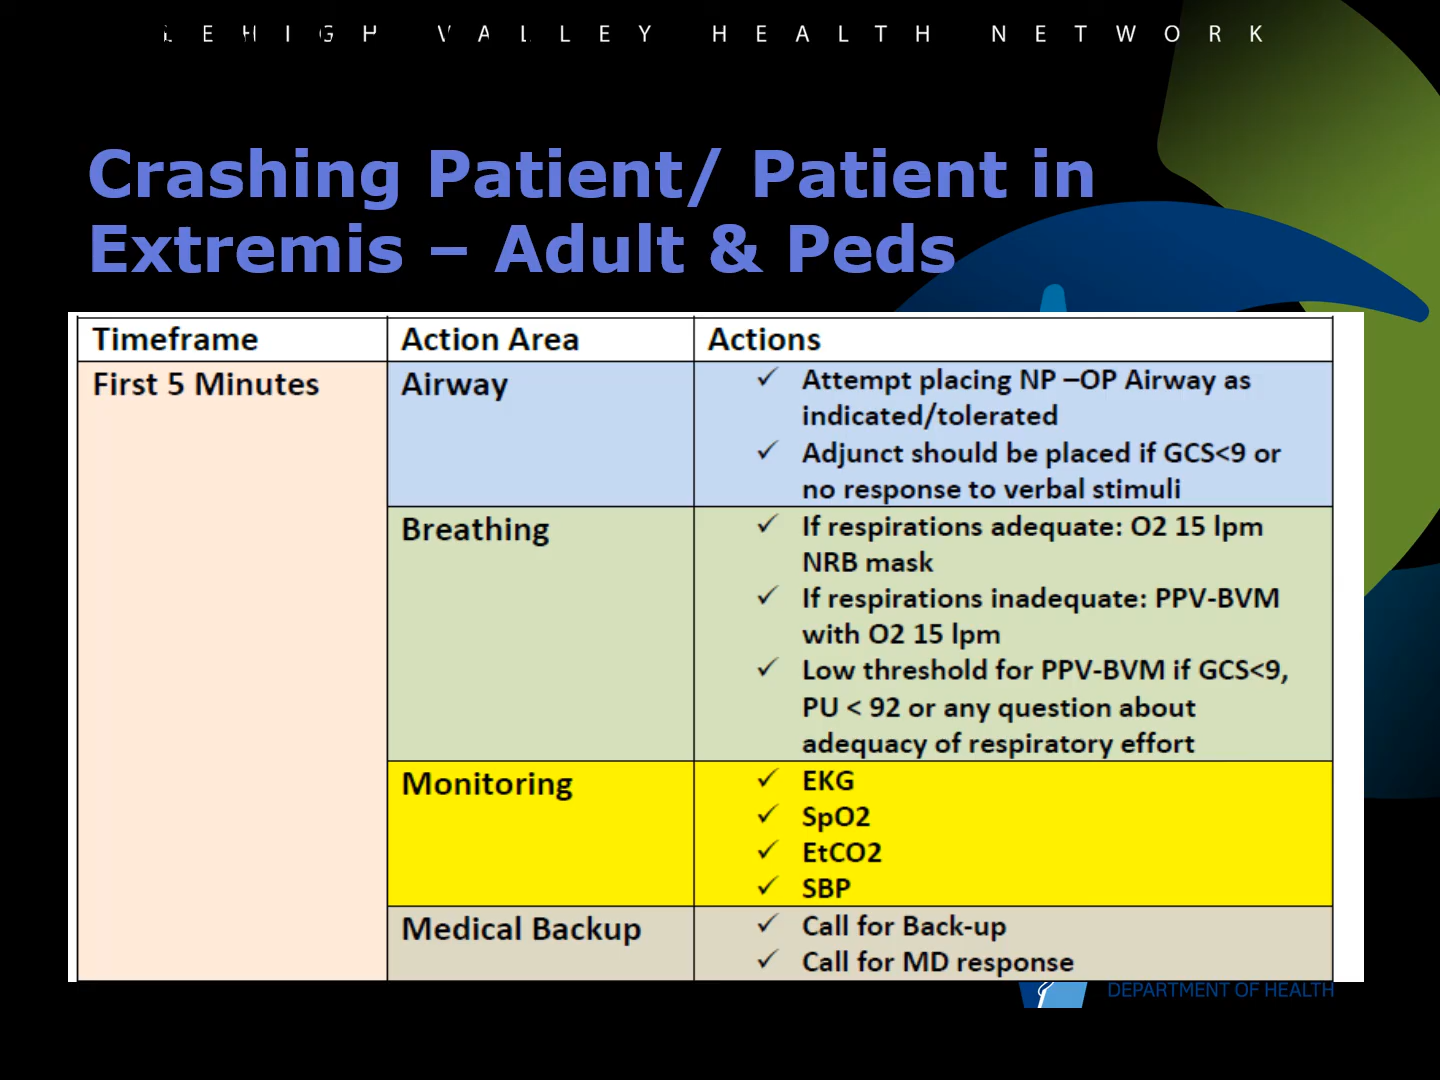 LEHIGH VALLEY HEALTH NETWORK
Crashing Patient/ Patient in
Extremis – Adult & Peds
Timeframe
Action Area
Actions
First 5 Minutes
Airway
✓ Attempt placing NP –OP Airway as
indicated/tolerated
✓ Adjunct should be placed if GCS<9 or
no response to verbal stimuli
Breathing
✓ If respirations adequate: O2 15 lpm
NRB mask
✓ If respirations inadequate: PPV-BVM
with O2 15 lpm
✓ Low threshold for PPV-BVM if GCS<9,
PU < 92 or any question about
adequacy of respiratory effort
Monitoring
✓ EKG
✓ SpO2
✓ EtCO2
✓ SBP
Medical Backup
✓ Call for Back-up
✓ Call for MD response
DEPARTMENT OF HEALTH